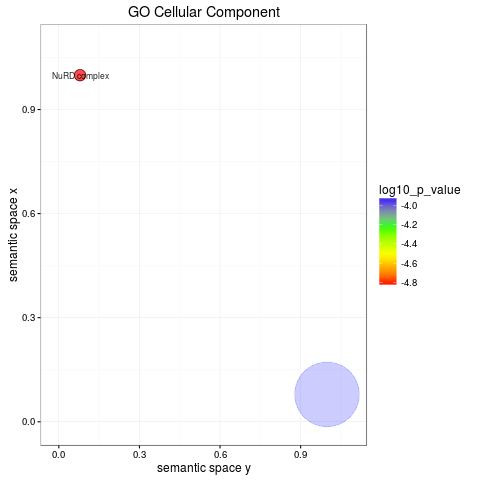 GO Cellular Component
NuRD complex
0.9
0.6
0.3
0.0
semantic space x
0.0 0.3 0.6 0.9
semantic space y
log10_p_value
-4.0
-4.2
-4.4
-4.6
-4.8